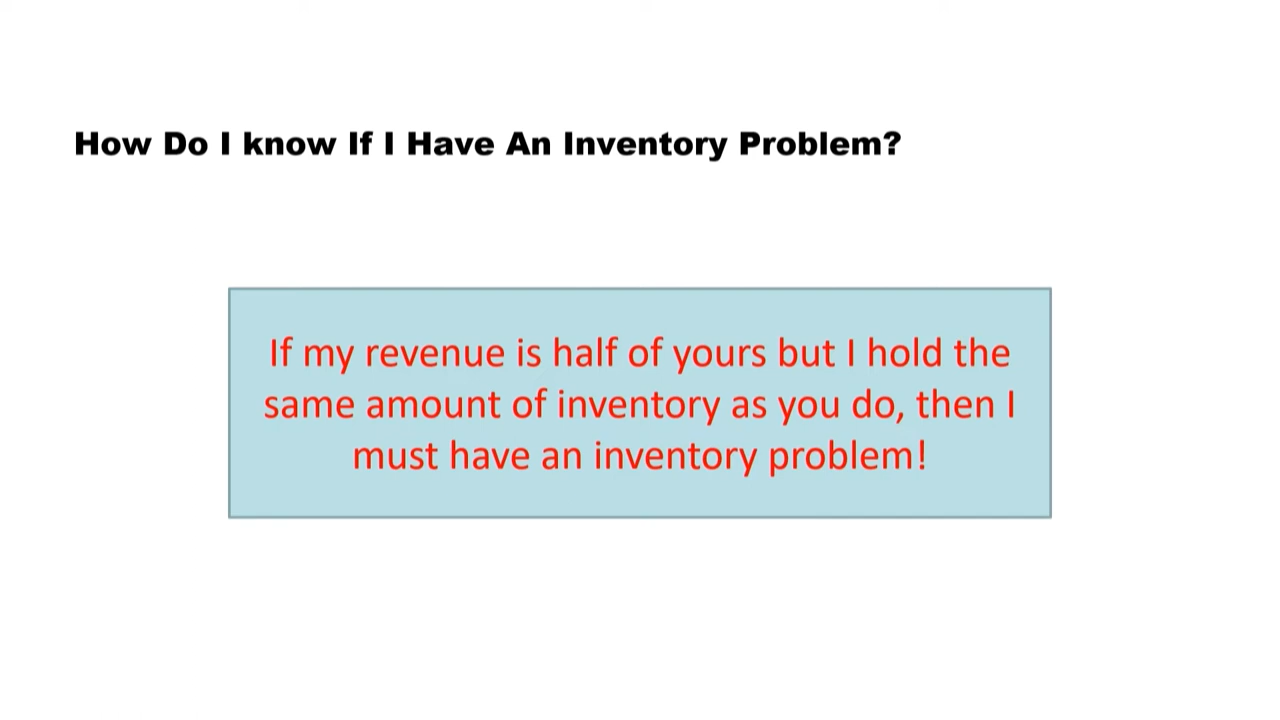 How Do I know If I Have An Inventory Problem?
If my revenue is half of yours but I hold the
same amount of inventory as you do, then I
must have an inventory problem!